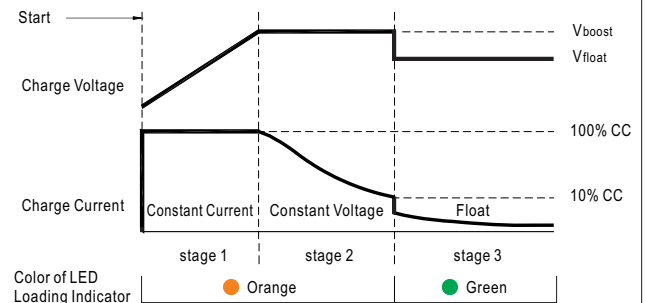 Start
Vboost
Vfloat
Charge Voltage
100% CC
10% CC
Charge Current
Constant Current
Constant Voltage
Float
stage 1
stage 2
stage 3
Color of LED
Loading Indicator
Orange
Green